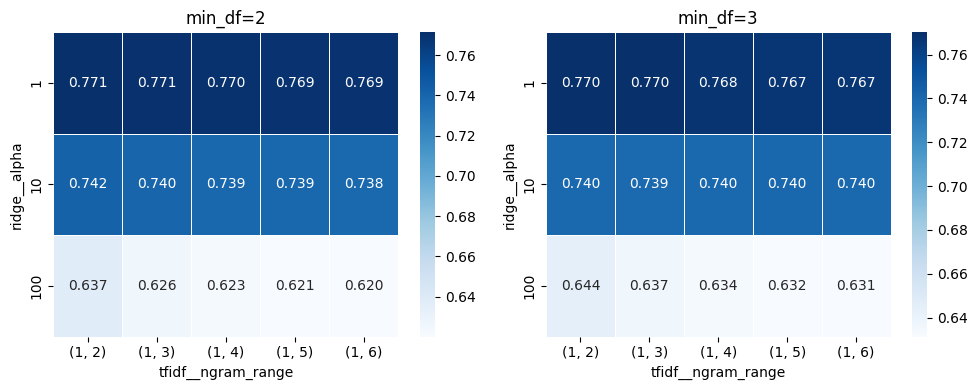 min_df=2
ridge__alpha
1
0.771 0.771 0.770 0.769 0.769
10
0.742 0.740 0.739 0.739 0.738
100
0.637 0.626 0.623 0.621 0.620
(1, 2) (1, 3) (1, 4) (1, 5) (1, 6)
tfidf__ngram_range
0.76
0.74
0.72
0.70
0.68
0.66
0.64
min_df=3
ridge__alpha
1
0.770 0.770 0.768 0.767 0.767
10
0.740 0.739 0.740 0.740 0.740
100
0.644 0.637 0.634 0.632 0.631
(1, 2) (1, 3) (1, 4) (1, 5) (1, 6)
tfidf__ngram_range
0.76
0.74
0.72
0.70
0.68
0.66
0.64